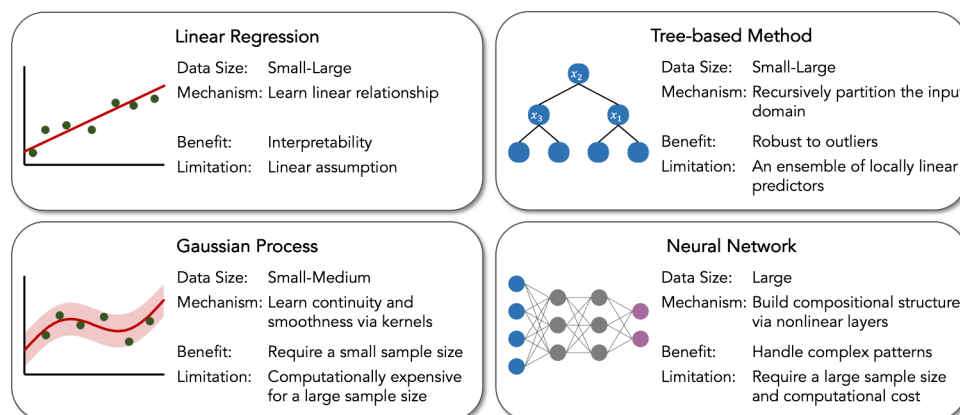 Linear Regression
Data Size: Small-Large
Mechanism: Learn linear relationship
Benefit: Interpretability
Limitation: Linear assumption
Tree-based Method
x₂
x₃ x₁
Data Size: Small-Large
Mechanism: Recursively partition the input
domain
Benefit: Robust to outliers
Limitation: An ensemble of locally linear
predictors
Gaussian Process
Data Size: Small-Medium
Mechanism: Learn continuity and
smoothness via kernels
Benefit: Require a small sample size
Limitation: Computationally expensive
for a large sample size
Neural Network
Data Size: Large
Mechanism: Build compositional structure
via nonlinear layers
Benefit: Handle complex patterns
Limitation: Require a large sample size
and computational cost